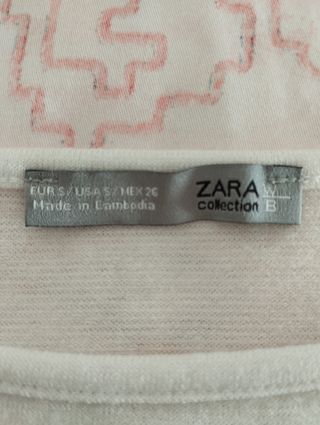 EUR S/ USA S/ MEX 26
Made in Cambodia
ZARA
collection
W
B